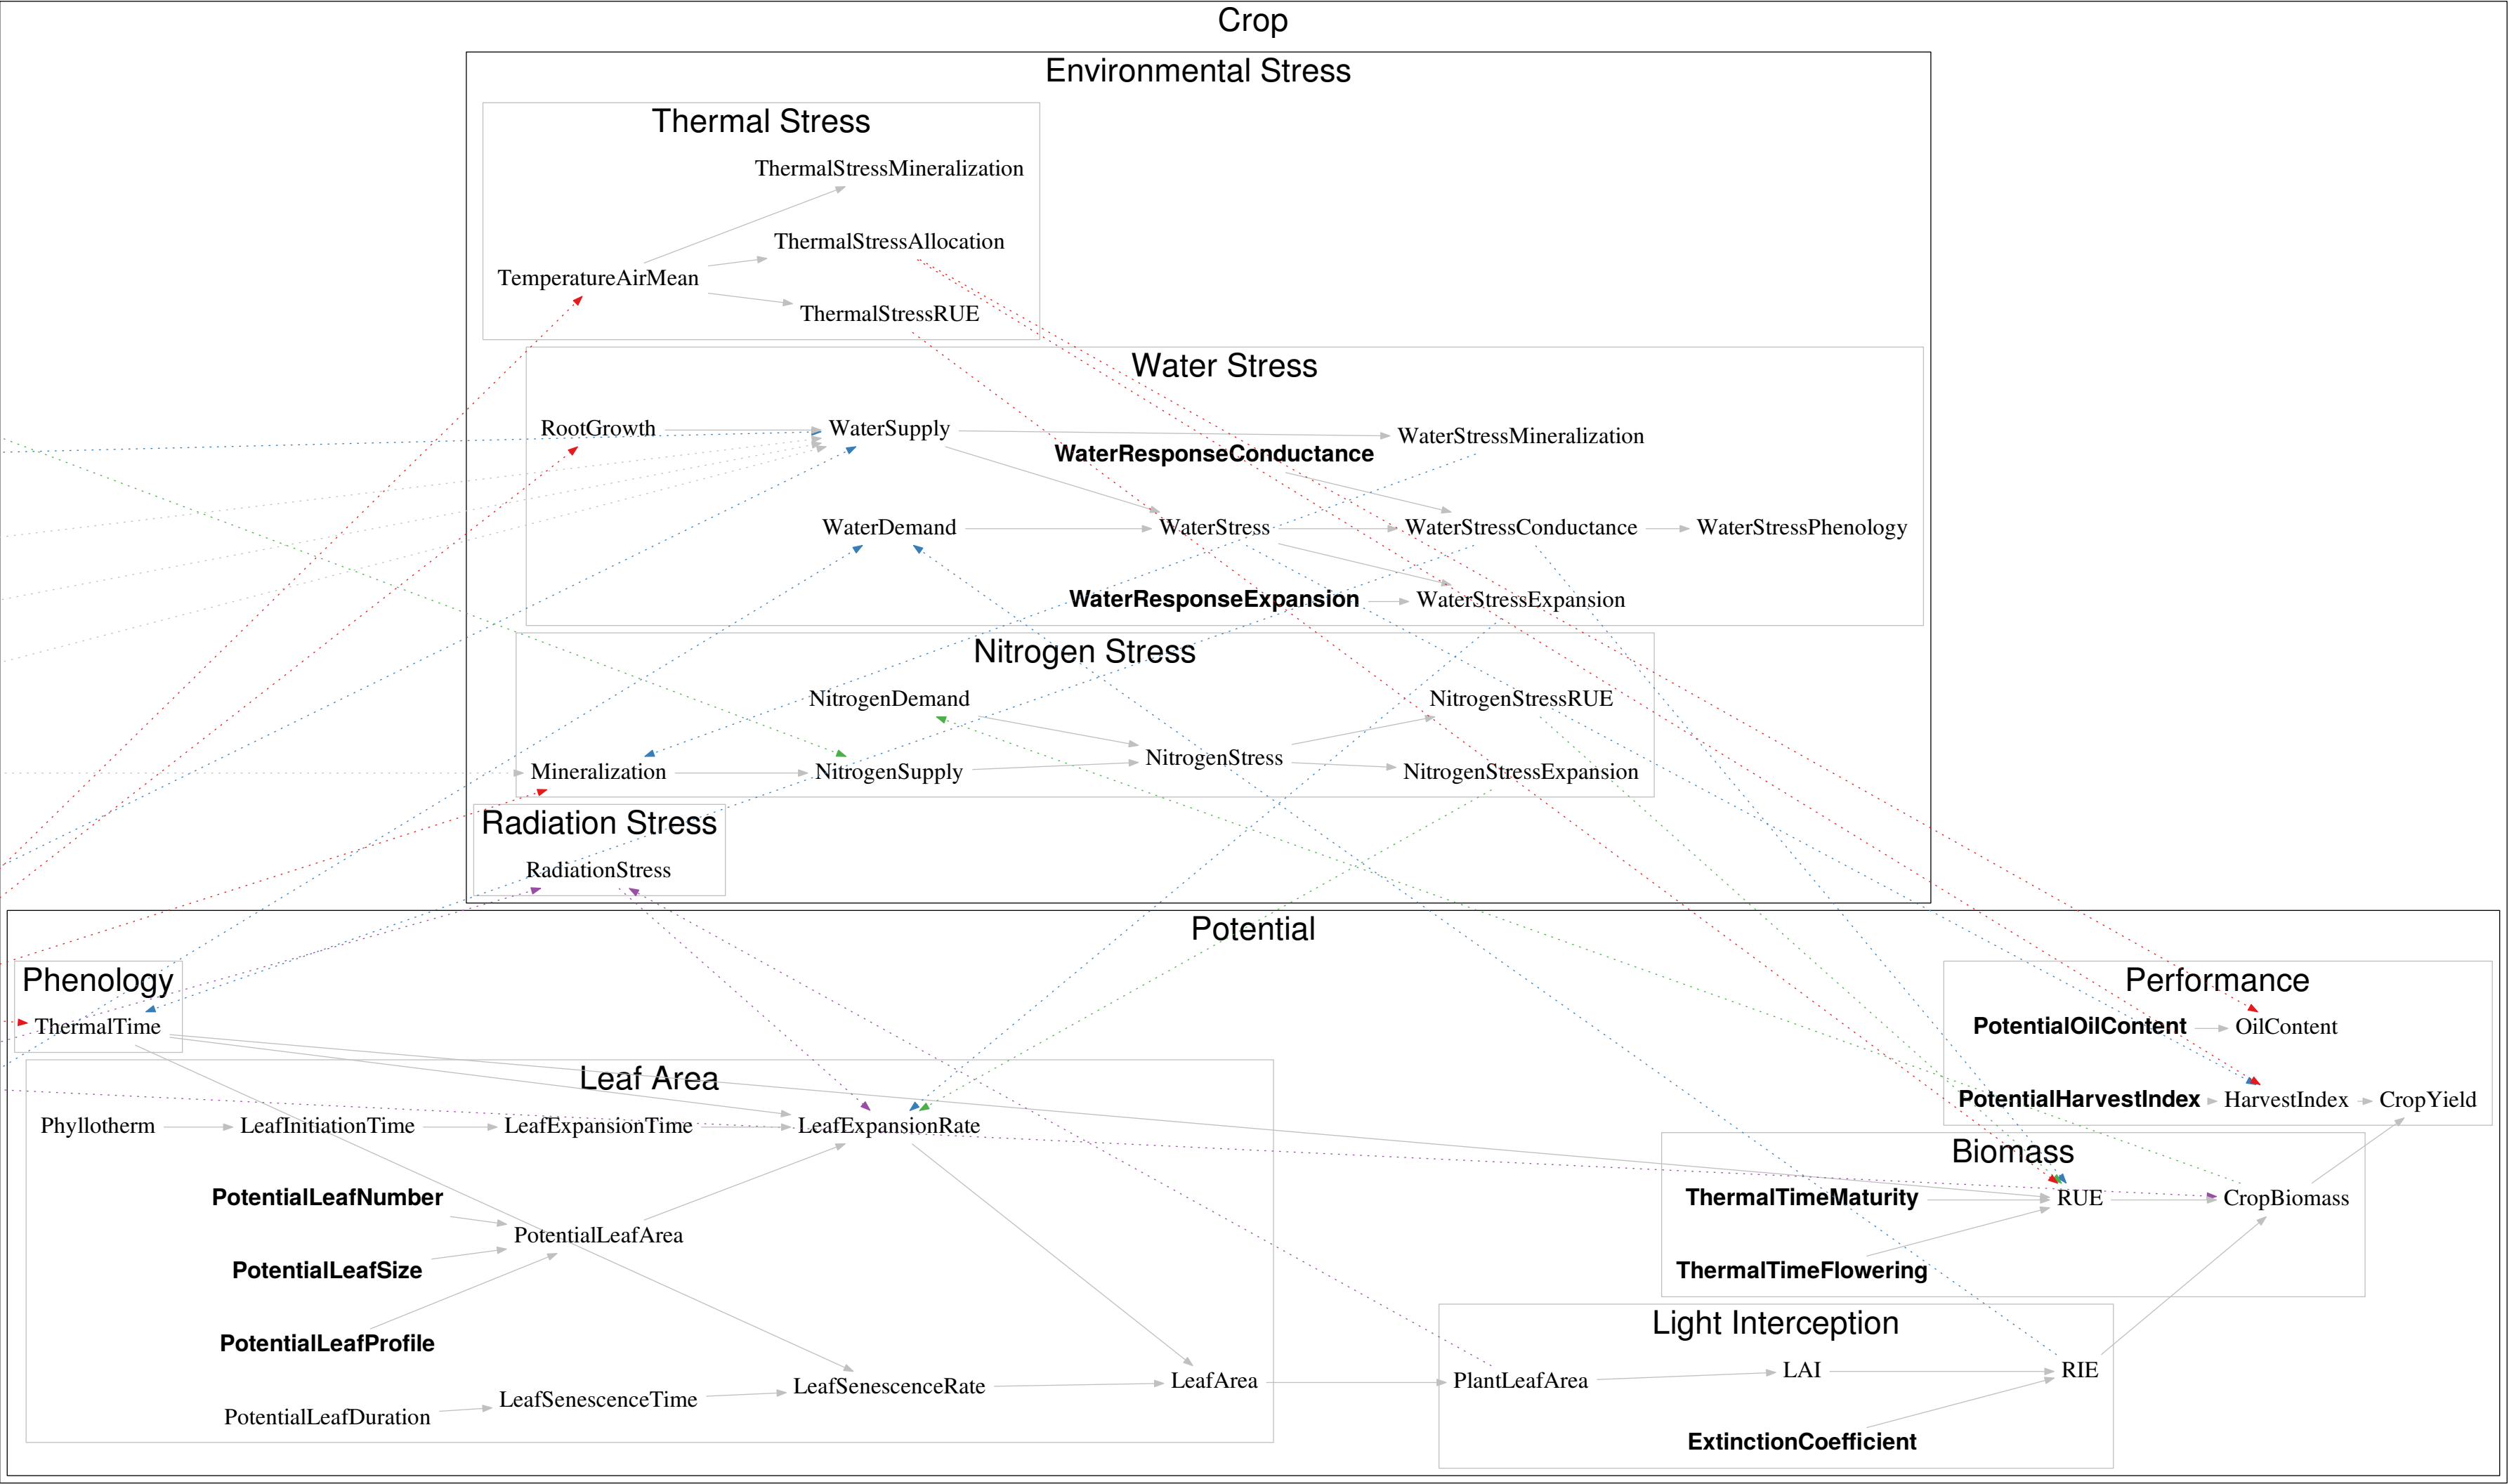 Crop
Environmental Stress
Thermal Stress
ThermalStressMineralization
ThermalStressAllocation
TemperatureAirMean
ThermalStressRUE
Water Stress
RootGrowth
WaterSupply
WaterStressMineralization
WaterResponseConductance
WaterDemand
WaterStress
WaterStressConductance
WaterStressPhenology
WaterResponseExpansion
WaterStressExpansion
Nitrogen Stress
NitrogenDemand
NitrogenStressRUE
NitrogenStress
Mineralization
NitrogenSupply
NitrogenStressExpansion
Radiation Stress
RadiationStress
Potential
Phenology
ThermalTime
Performance
PotentialOilContent
OilContent
PotentialHarvestIndex
HarvestIndex
CropYield
Leaf Area
Phyllotherm
LeafInitiationTime
LeafExpansionTime
LeafExpansionRate
PotentialLeafNumber
PotentialLeafArea
PotentialLeafSize
PotentialLeafProfile
PotentialLeafDuration
LeafSenescenceTime
LeafSenescenceRate
LeafArea
Biomass
ThermalTimeMaturity
RUE
CropBiomass
ThermalTimeFlowering
Light Interception
PlantLeafArea
LAI
RIE
ExtinctionCoefficient